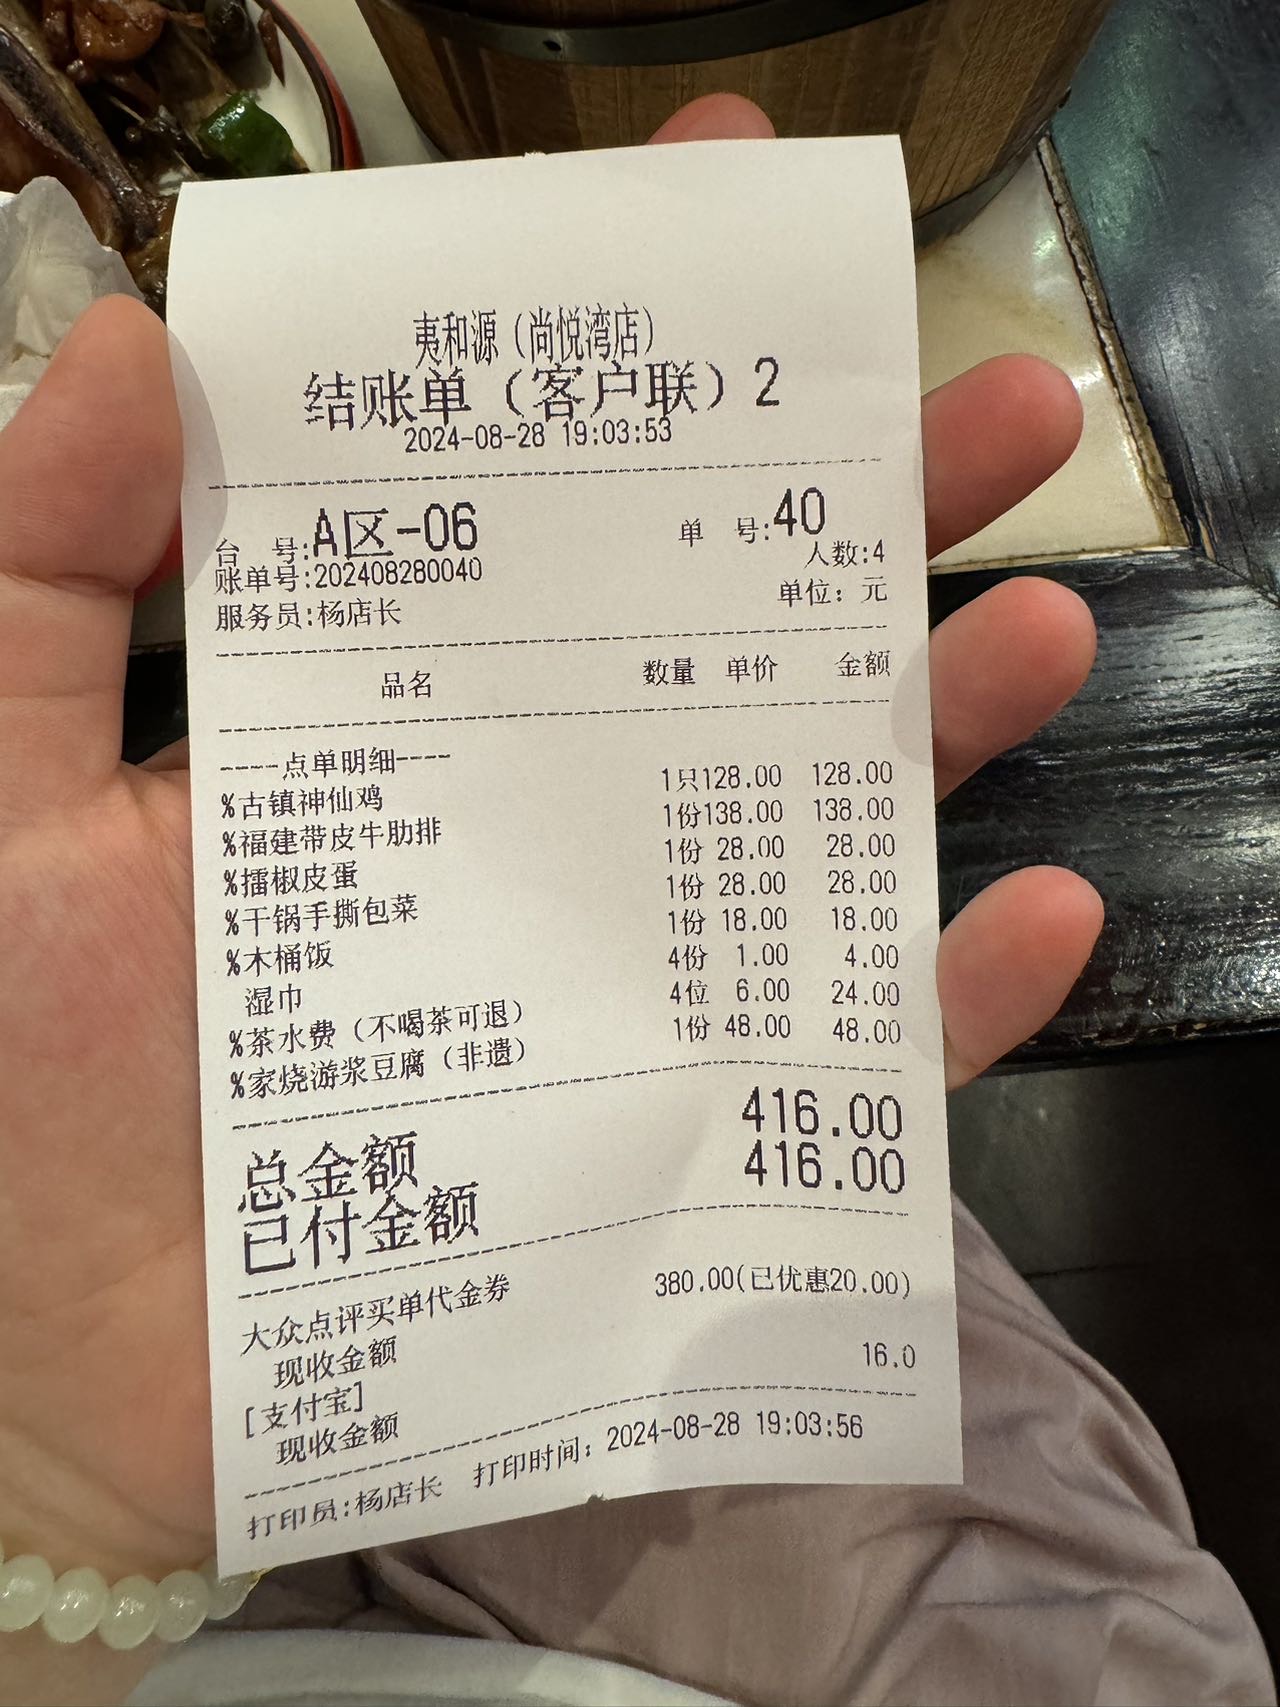 夷和源（尚悦湾店）
结账单（客户联）2
2024-08-28 19:03:53
台 号:A区-06 单 号:40
账单号:202408280040 人数:4
服务员:杨店长 单位：元
品名 数量 单价 金额
----点单明细----
%古镇神仙鸡 1只128.00 128.00
%福建带皮牛肋排 1份138.00 138.00
%擂椒皮蛋 1份 28.00 28.00
%干锅手撕包菜 1份 28.00 28.00
%木桶饭 1份 18.00 18.00
湿巾 4份 1.00 4.00
%茶水费（不喝茶可退） 4位 6.00 24.00
%家烧游浆豆腐（非遗） 1份 48.00 48.00
总金额 416.00
已付金额 416.00
大众点评买单代金券
现收金额 380.00(已优惠20.00)
[支付宝]
现收金额 16.0
打印员:杨店长 打印时间：2024-08-28 19:03:56